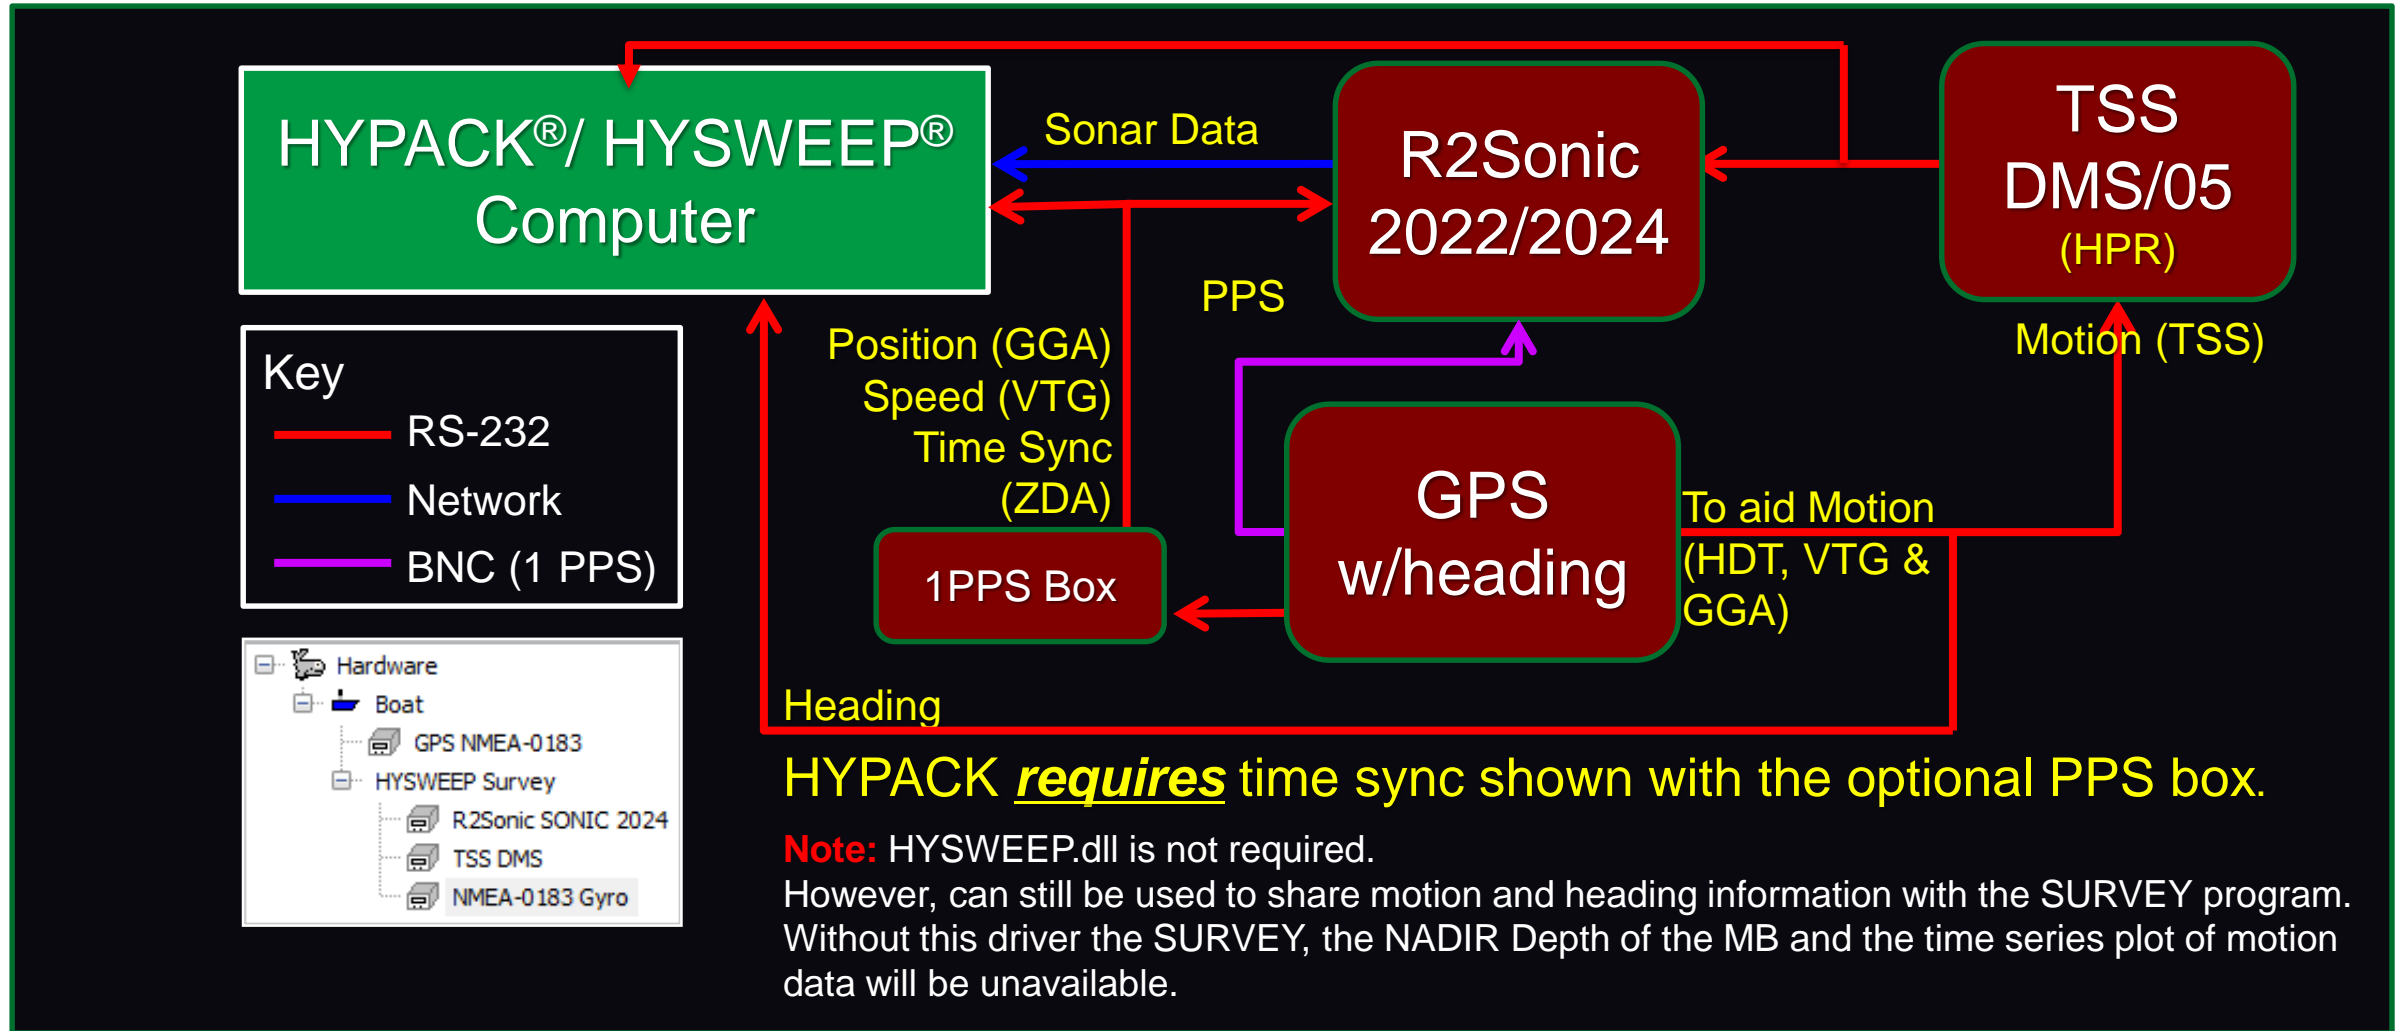 HYPACK®/ HYSWEEP®
Computer
Sonar Data
R2Sonic
2022/2024
TSS
DMS/05
(HPR)
PPS
Motion (TSS)
Position (GGA)
Speed (VTG)
Time Sync
(ZDA)
Key
RS-232
Network
BNC (1 PPS)
GPS
w/heading
To aid Motion
(HDT, VTG &
GGA)
1PPS Box
Hardware
Boat
GPS NMEA-0183
HYSWEEP Survey
R2Sonic SONIC 2024
TSS DMS
NMEA-0183 Gyro
Heading
HYPACK requires time sync shown with the optional PPS box.
Note: HYSWEEP.dll is not required.
However, can still be used to share motion and heading information with the SURVEY program.
Without this driver the SURVEY, the NADIR Depth of the MB and the time series plot of motion
data will be unavailable.